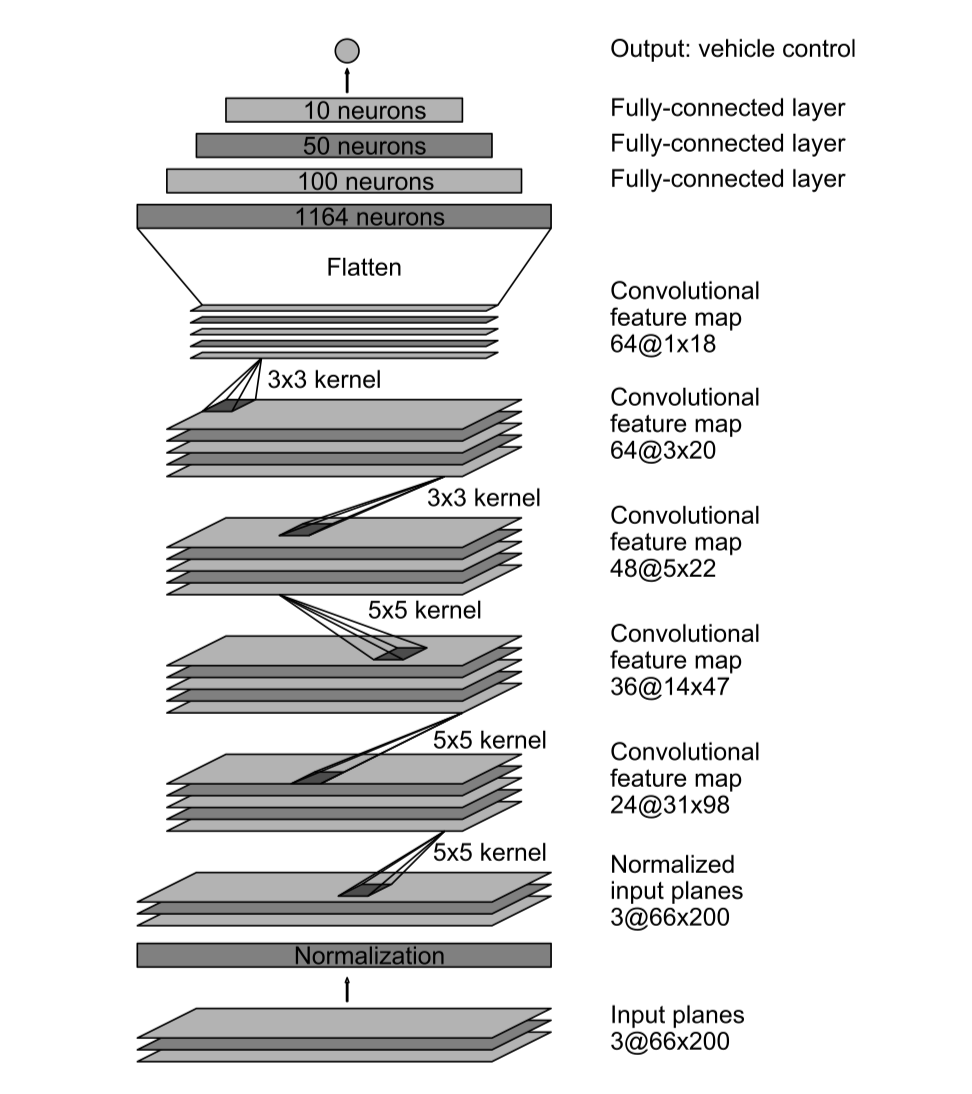 Output: vehicle control
10 neurons
Fully-connected layer
50 neurons
Fully-connected layer
100 neurons
Fully-connected layer
1164 neurons
Flatten
Convolutional
feature map
64@1x18
3x3 kernel
Convolutional
feature map
64@3x20
3x3 kernel
Convolutional
feature map
48@5x22
5x5 kernel
Convolutional
feature map
36@14x47
5x5 kernel
Convolutional
feature map
24@31x98
5x5 kernel
Normalized
input planes
3@66x200
Normalization
Input planes
3@66x200